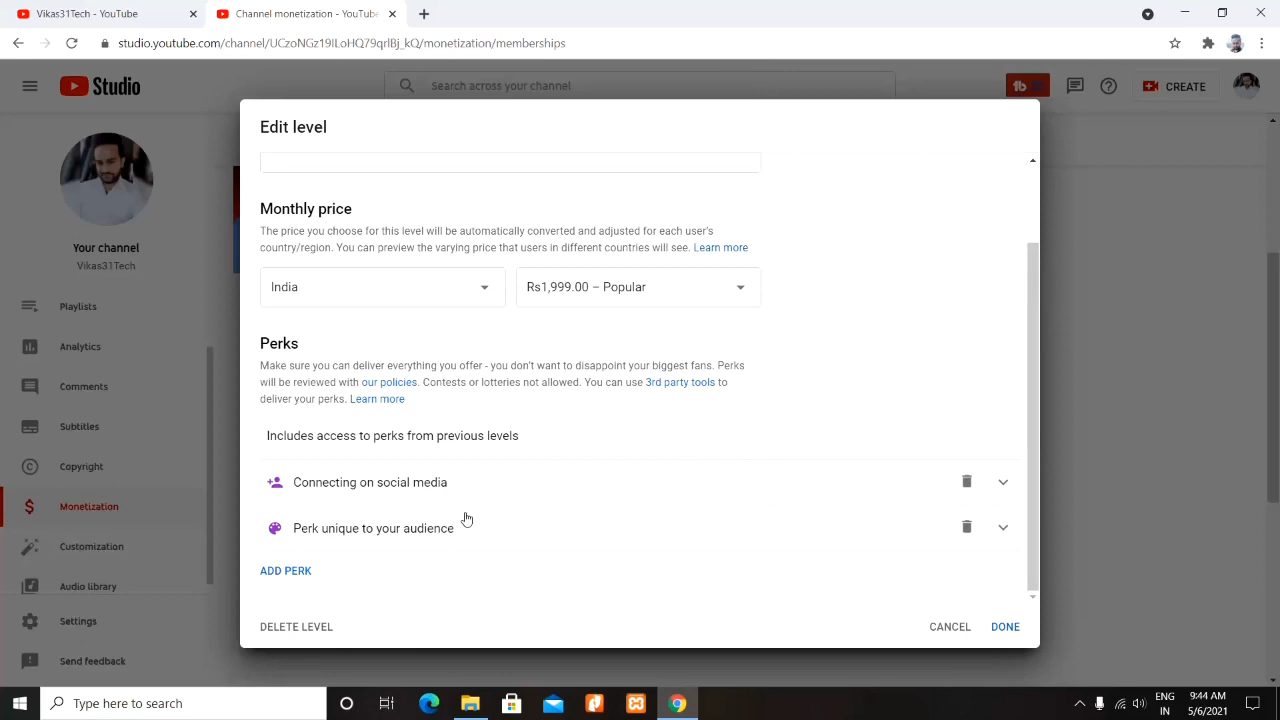 Vikas31Tech - YouTube
Channel monetization - YouTube
studio.youtube.com/channel/UCzoNGz19ILoHQ79qrlBj_kQ/monetization/memberships
Studio
Search across your channel
CREATE
Edit level
Your channel
Vikas31Tech
Playlists
Analytics
Comments
Subtitles
Copyright
Monetization
Customization
Audio library
Settings
Send feedback
Monthly price
The price you choose for this level will be automatically converted and adjusted for each user's
country/region. You can preview the varying price that users in different countries will see. Learn more
India
Rs1,999.00 – Popular
Perks
Make sure you can deliver everything you offer - you don't want to disappoint your biggest fans. Perks
will be reviewed with our policies. Contests or lotteries not allowed. You can use 3rd party tools to
deliver your perks. Learn more
Includes access to perks from previous levels
Connecting on social media
Perk unique to your audience
ADD PERK
DELETE LEVEL
CANCEL
DONE
Type here to search
ENG
IN
9:44 AM
5/6/2021